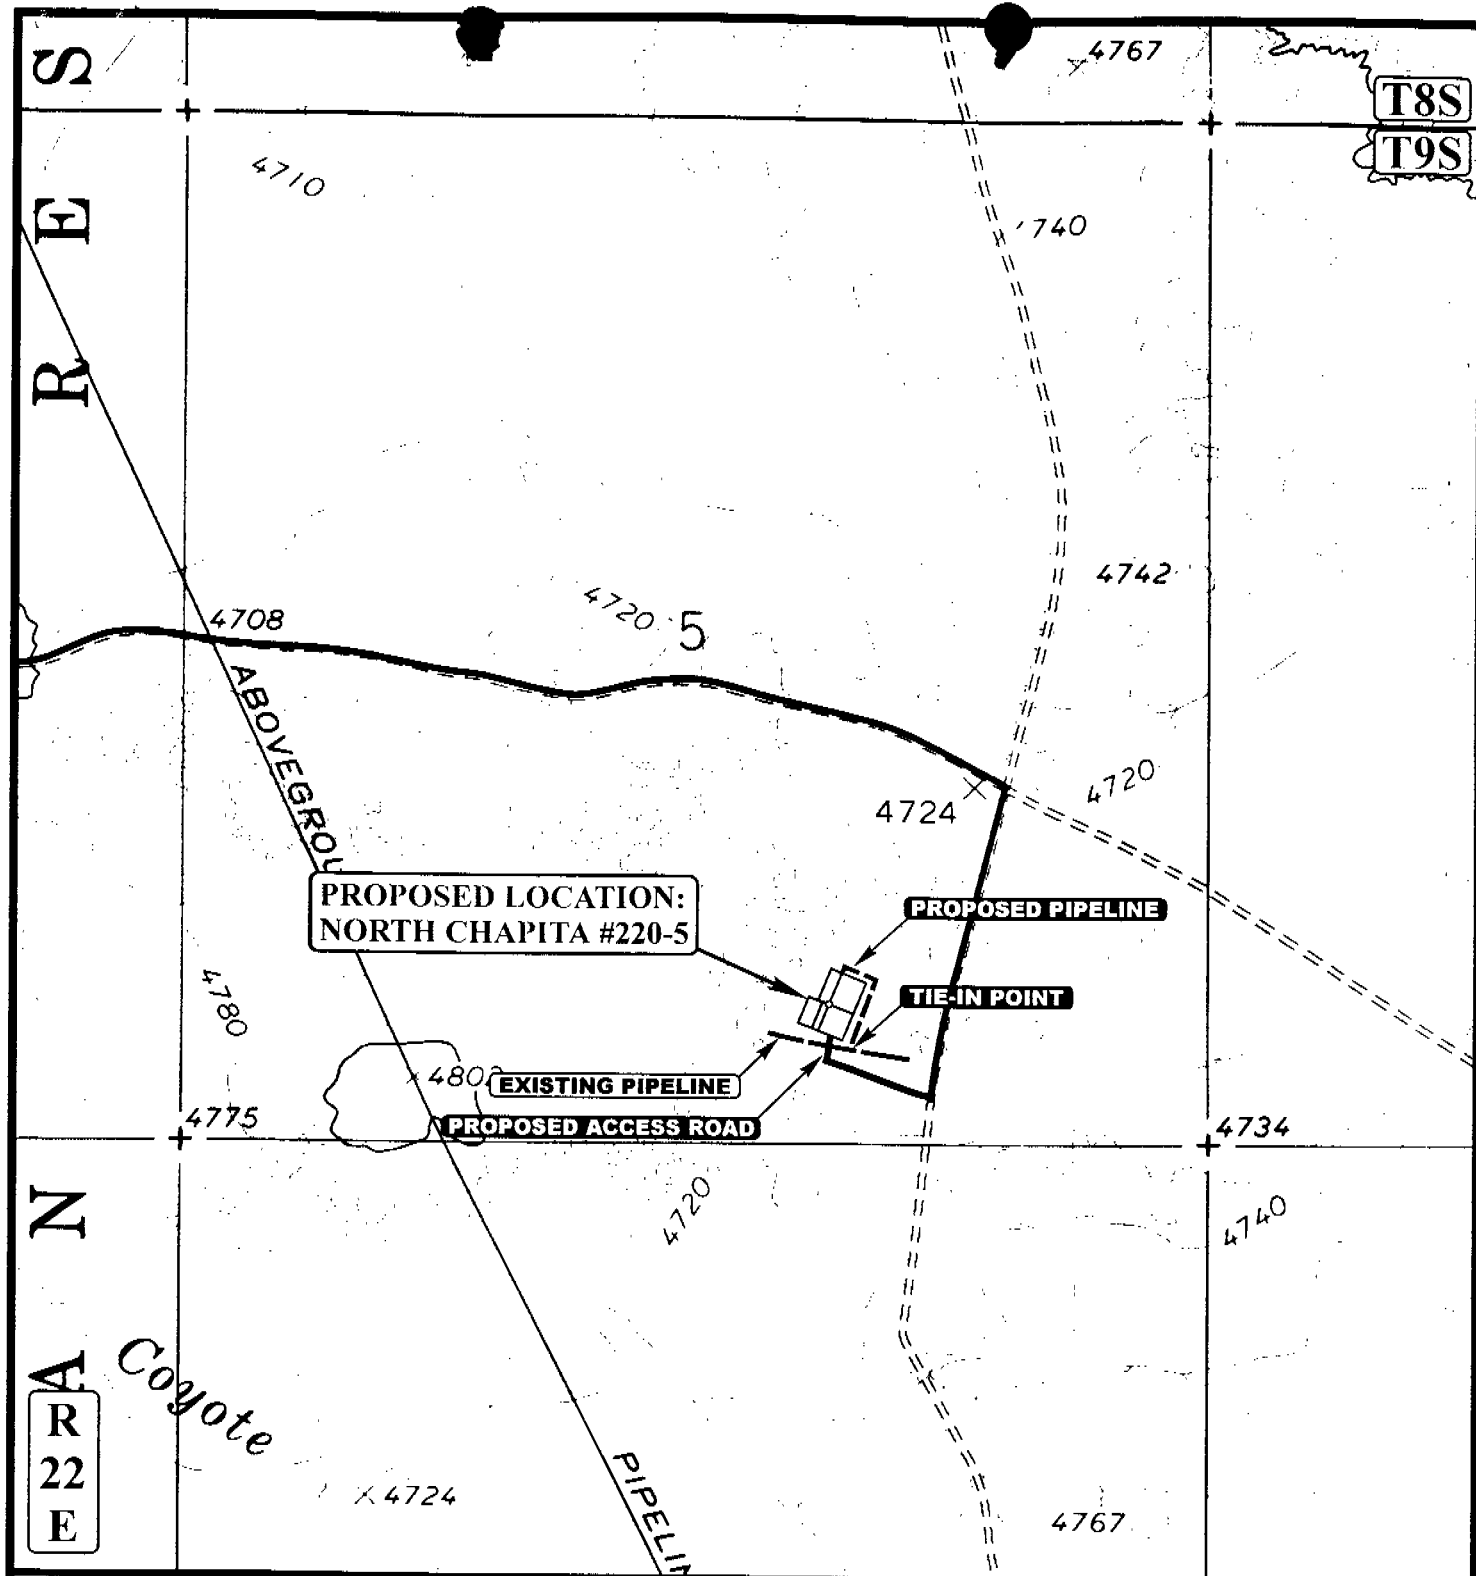 S
4767
T8S
T9S
4710
E
740
R
4742
4720
5
4708
ABOVEGROU
4720
4724
PROPOSED LOCATION:
NORTH CHAPITA #220-5
PROPOSED PIPELINE
TIE-IN POINT
4780
4802
EXISTING PIPELINE
4775
PROPOSED ACCESS ROAD
4734
N
4720
4740
A
Coyote
R
22
E
4724
PIPELIN
4767